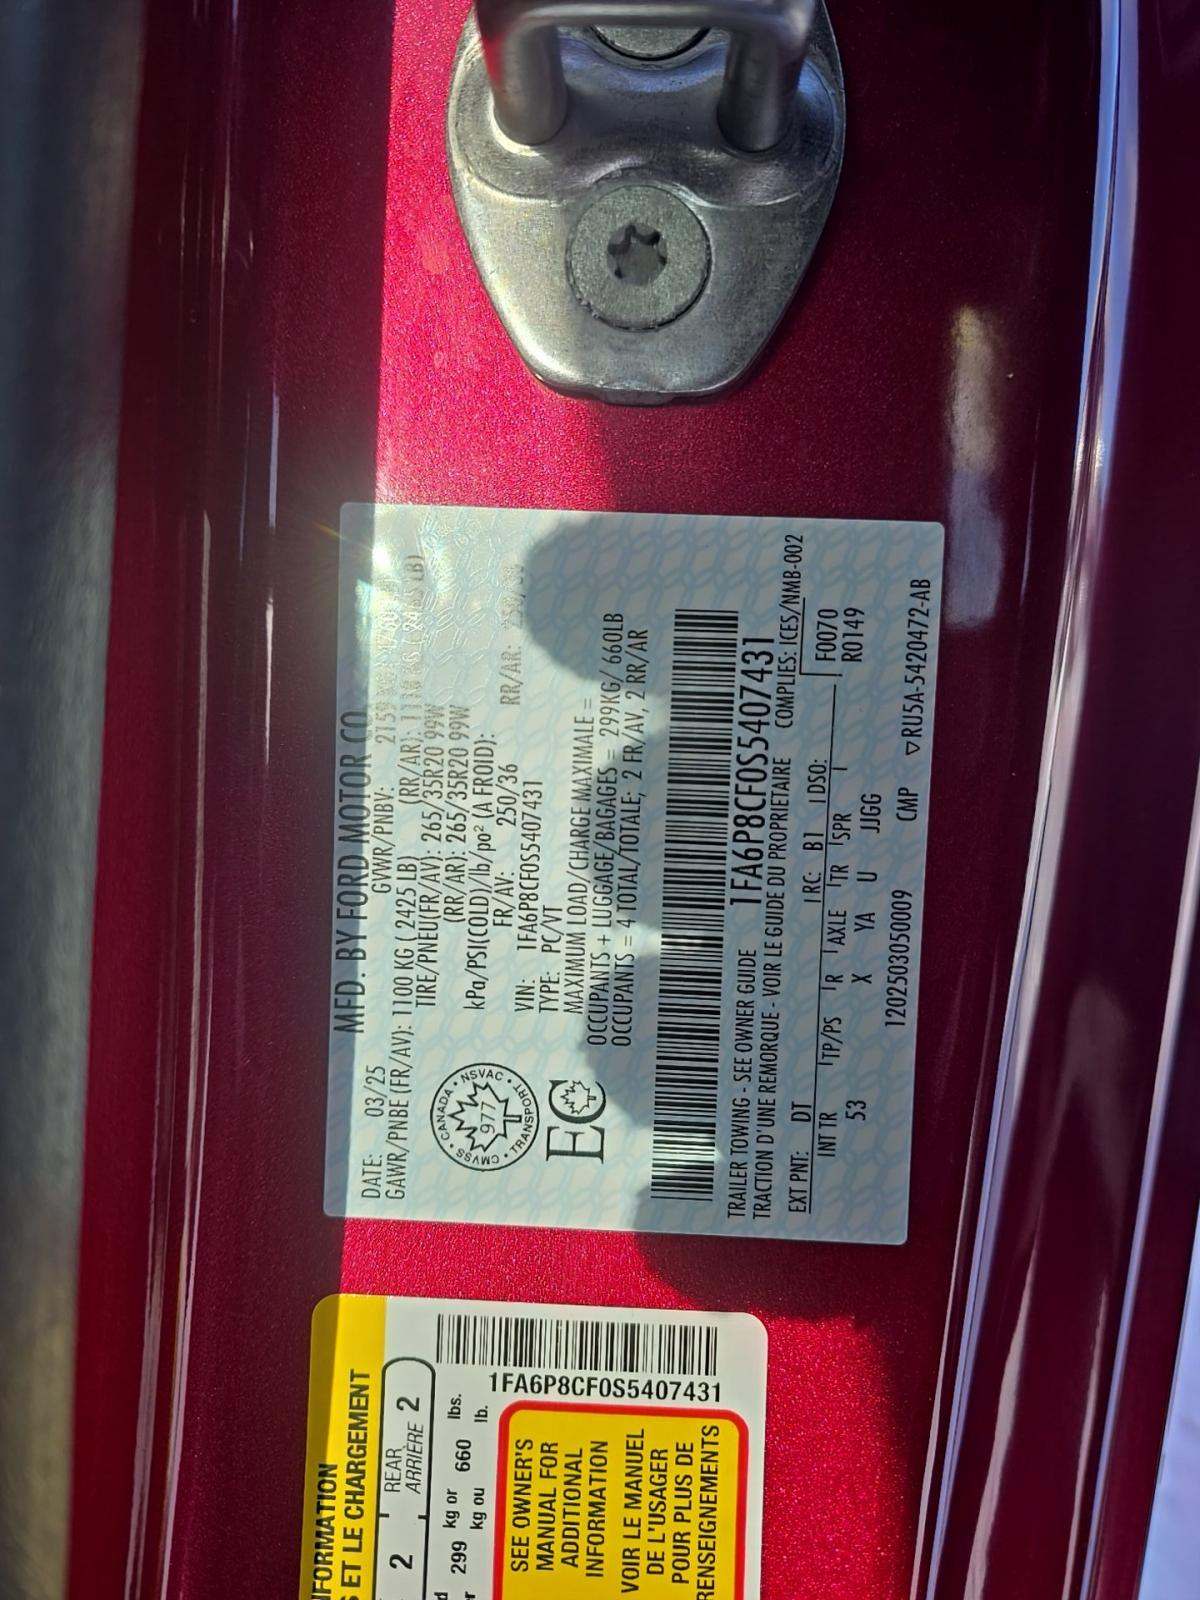 MFD. BY FORD MOTOR CO.
DATE: 03/25 GWR/PNBV:
GAWR/PNBE (FR/AV): 1100 KG ( 2425 LB) (RR/AR): LB)
TIRE/PNEU(FR/AV): 265/35R20 99W
(RR/AR): 265/35R20 99W
kPa/PSI(COLD)/lb/po² (A FROID):
FR/AV: 250/36 RR/AR:
VIN: 1FA6P8CF0S5407431
TYPE: PC/VT
MAXIMUM LOAD/CHARGE MAXIMALE =
OCCUPANTS + LUGGAGE/BAGAGES = 299KG/ 660LB
OCCUPANTS = 4 TOTAL/TOTALE; 2 FR/AV, 2 RR/AR
CANADA • NSVAC • TRANSPORT • CMVSS •
977
EC
1FA6P8CF0S5407431
TRAILER TOWING - SEE OWNER GUIDE
TRACTION D'UNE REMORQUE - VOIR LE GUIDE DU PROPRIETAIRE COMPLIES: ICES/NMB-002
EXT PNT: DT RC: B1 DSO: F0070
INT TR TP/PS R AXLE TR SPR R0149
53 X YA U JJGG
1202503050009 CMP ▽RU5A-5420472-AB
ET LE CHARGEMENT
2 REAR ARRIÈRE 2
299 kg or 660 lbs.
kg ou lb.
1FA6P8CF0S5407431
SEE OWNER'S
MANUAL FOR
ADDITIONAL
INFORMATION
VOIR LE MANUEL
DE L'USAGER
POUR PLUS DE
RENSEIGNEMENTS